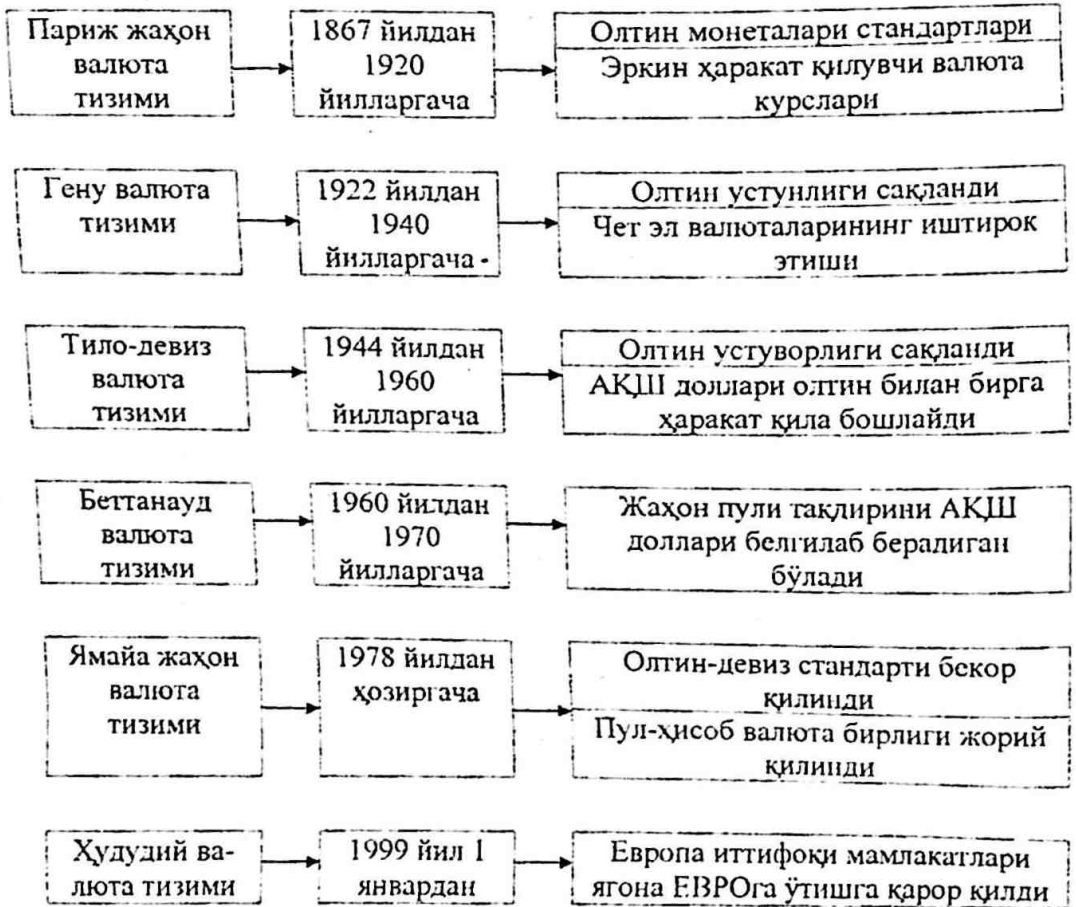 Париж жаҳон
валюта
тизими
1867 йилдан
1920
йилларгача
Олтин монеталари стандартлари
Эркин ҳаракат қилувчи валюта
курслари
Гену валюта
тизими
1922 йилдан
1940
йилларгача -
Олтин устунлиги сақланди
Чет эл валюталарининг иштирок
этиши
Тило-девиз
валюта
тизими
1944 йилдан
1960
йилларгача
Олтин устуворлиги сақланди
АҚШ доллари олтин билан бирга
ҳаракат қила бошлайди
Беттанауд
валюта
тизими
1960 йилдан
1970
йилларгача
Жаҳон пули тақдирини АҚШ
доллари белгилаб берадиган
бўлади
Ямайа жаҳон
валюта
тизими
1978 йилдан
ҳозиргача
Олтин-девиз стандарти бекор
қилинди
Пул-ҳисоб валюта бирлиги жорий
қилинди
Ҳудудий ва-
люта тизими
1999 йил 1
январдан
Европа иттифоқи мамлакатлари
ягона ЕВРОга ўтишга қарор қилди